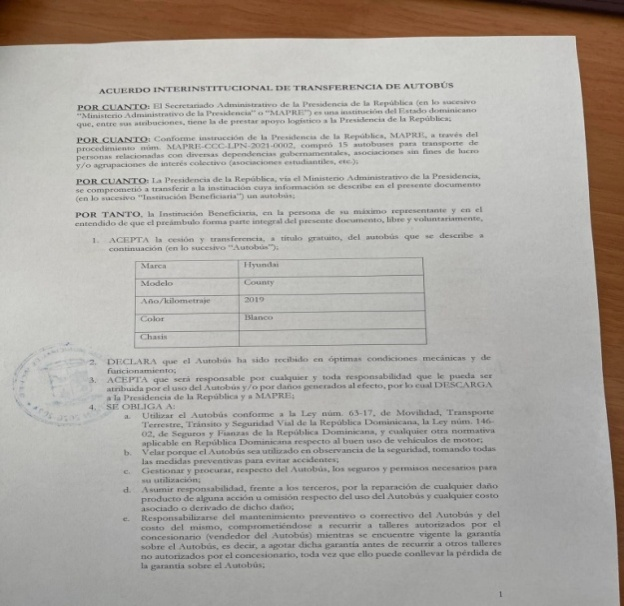 ACUERDO INTERINSTITUCIONAL DE TRANSFERENCIA DE AUTOBÚS
POR CUANTO: El Secretariado Administrativo de la Presidencia de la República (en lo sucesivo
"Ministerio Administrativo de la Presidencia" o "MAPRE") es una institución del Estado dominicano
que, entre sus atribuciones, tiene la de prestar apoyo logístico a la Presidencia de la República;
POR CUANTO: Conforme instrucción de la Presidencia de la República, MAPRE, a través del
procedimiento núm. MAPRE-CCC-LPN-2021-0002, compró 15 autobuses para transporte de
personas relacionadas con diversas dependencias gubernamentales, asociaciones sin fines de lucro
y/o agrupaciones de interés colectivo (asociaciones estudiantiles, etc.);
POR CUANTO: La Presidencia de la República, vía el Ministerio Administrativo de la Presidencia,
se comprometió a transferir a la institución cuya información se describe en el presente documento
(en lo sucesivo "Institución Beneficiaria") un autobús;
POR TANTO, la Institución Beneficiaria, en la persona de su máximo representante y en el
entendido de que el preámbulo forma parte integral del presente documento, libre y voluntariamente,
1. ACEPTA la cesión y transferencia, a título gratuito, del autobús que se describe a
continuación (en lo sucesivo "Autobús");
Marca Hyundai
Modelo County
Año/kilometraje 2019
Color Blanco
Chasis
2. DECLARA que el Autobús ha sido recibido en óptimas condiciones mecánicas y de
funcionamiento;
3. ACEPTA que será responsable por cualquier y toda responsabilidad que le pueda ser
atribuida por el uso del Autobús y/o por daños generados al efecto, por lo cual DESCARGA
a la Presidencia de la República y a MAPRE;
4. SE OBLIGA A:
a. Utilizar el Autobús conforme a la Ley núm. 63-17, de Movilidad, Transporte
Terrestre, Tránsito y Seguridad Vial de la República Dominicana, la Ley núm. 146-
02, de Seguros y Fianzas de la República Dominicana, y cualquier otra normativa
aplicable en República Dominicana respecto al buen uso de vehículos de motor;
b. Velar porque el Autobús sea utilizado en observancia de la seguridad, tomando todas
las medidas preventivas para evitar accidentes;
c. Gestionar y procurar, respecto del Autobús, los seguros y permisos necesarios para
su utilización;
d. Asumir responsabilidad, frente a los terceros, por la reparación de cualquier daño
producto de alguna acción u omisión respecto del uso del Autobús y cualquier costo
asociado o derivado de dicho daño;
e. Responsabilizarse del mantenimiento preventivo o correctivo del Autobús y del
costo del mismo, comprometiéndose a recurrir a talleres autorizados por el
concesionario (vendedor del Autobús) mientras se encuentre vigente la garantía
sobre el Autobús, es decir, a agotar dicha garantía antes de recurrir a otros talleres
no autorizados por el concesionario, toda vez que ello puede conllevar la pérdida de
la garantía sobre el Autobús;
1